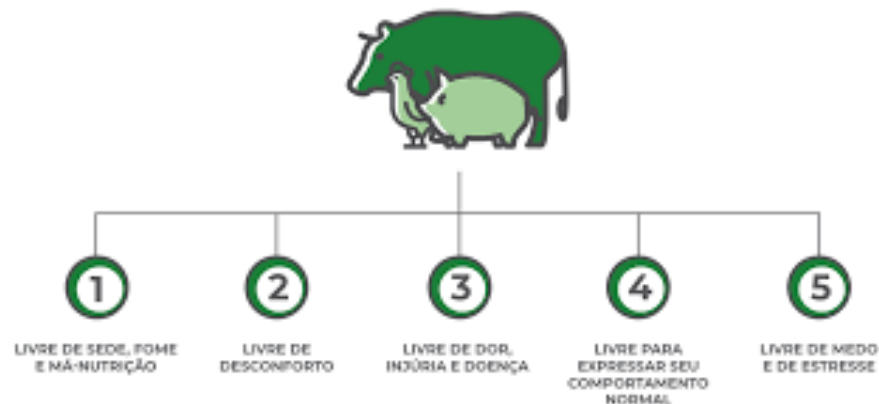 1
2
3
4
5
LIVRE DE SEDE, FOME
E MÁ-NUTRIÇÃO
LIVRE DE
DESCONFORTO
LIVRE DE DOR,
INJÚRIA E DOENÇA
LIVRE PARA
EXPRESSAR SEU
COMPORTAMENTO
NORMAL
LIVRE DE MEDO
E DE ESTRESSE